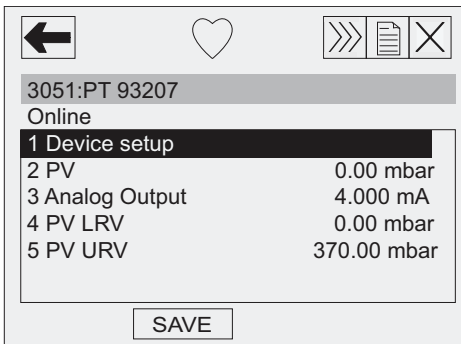 3051:PT 93207
Online
1 Device setup
2 PV 0.00 mbar
3 Analog Output 4.000 mA
4 PV LRV 0.00 mbar
5 PV URV 370.00 mbar
SAVE